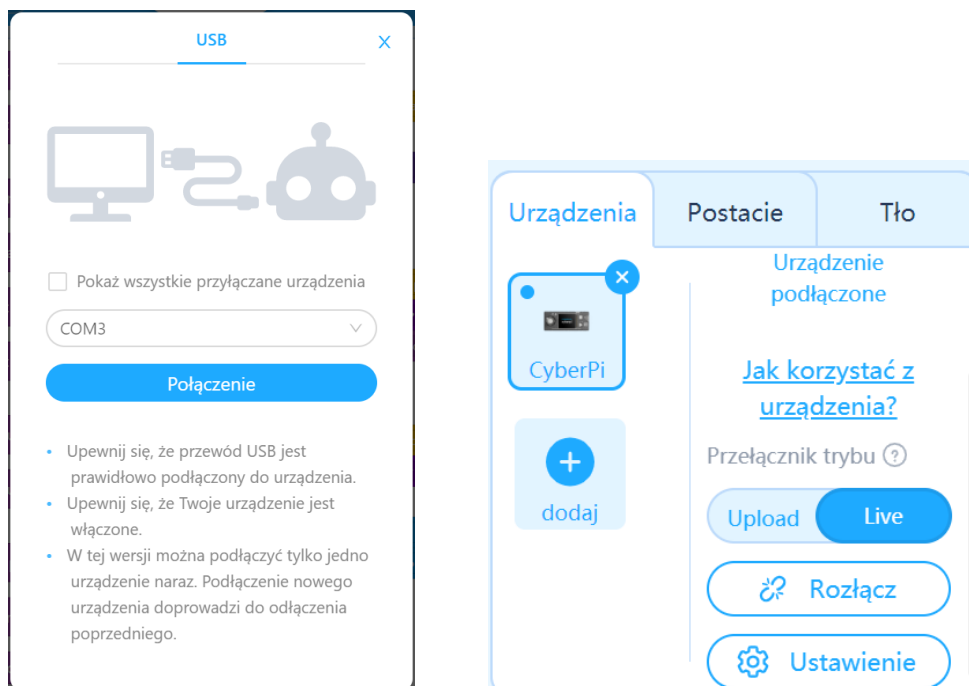 USB
X
Pokaż wszystkie przyłączane urządzenia
COM3
Połączenie
• Upewnij się, że przewód USB jest
prawidłowo podłączony do urządzenia.
• Upewnij się, że Twoje urządzenie jest
włączone.
• W tej wersji można podłączyć tylko jedno
urządzenie naraz. Podłączenie nowego
urządzenia doprowadzi do odłączenia
poprzedniego.
Urządzenia
Postacie
Tło
CyberPi
dodaj
Urządzenie
podłączone
Jak korzystać z
urządzenia?
Przełącznik trybu ?
Upload
Live
Rozłącz
Ustawienie